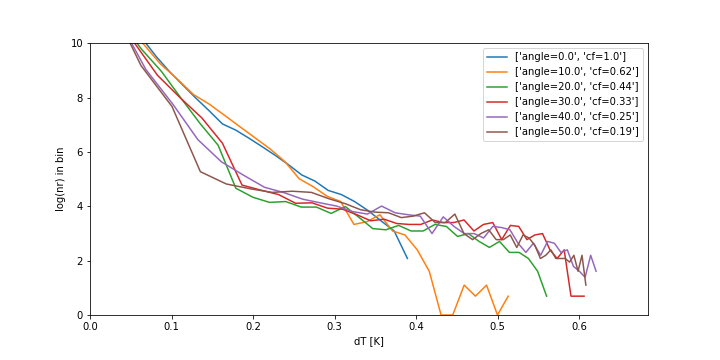 10
8
6
4
2
0
log(nr) in bin
['angle=0.0', 'cf=1.0']
['angle=10.0', 'cf=0.62']
['angle=20.0', 'cf=0.44']
['angle=30.0', 'cf=0.33']
['angle=40.0', 'cf=0.25']
['angle=50.0', 'cf=0.19']
0.0 0.1 0.2 0.3 0.4 0.5 0.6
dT [K]